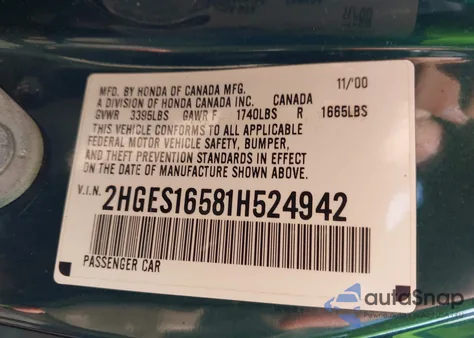 11/00
MFD. BY HONDA OF CANADA MFG. 11/'00
A DIVISION OF HONDA CANADA INC. CANADA
GVWR 3395LBS GAWR F 1740LBS R 1665LBS
THIS VEHICLE CONFORMS TO ALL APPLICABLE
FEDERAL MOTOR VEHICLE SAFETY, BUMPER,
AND THEFT PREVENTION STANDARDS IN EFFECT
ON THE DATE OF MANUFACTURE SHOWN ABOVE.
V.I.N. 2HGES16581H524942
PASSENGER CAR
autoSnap